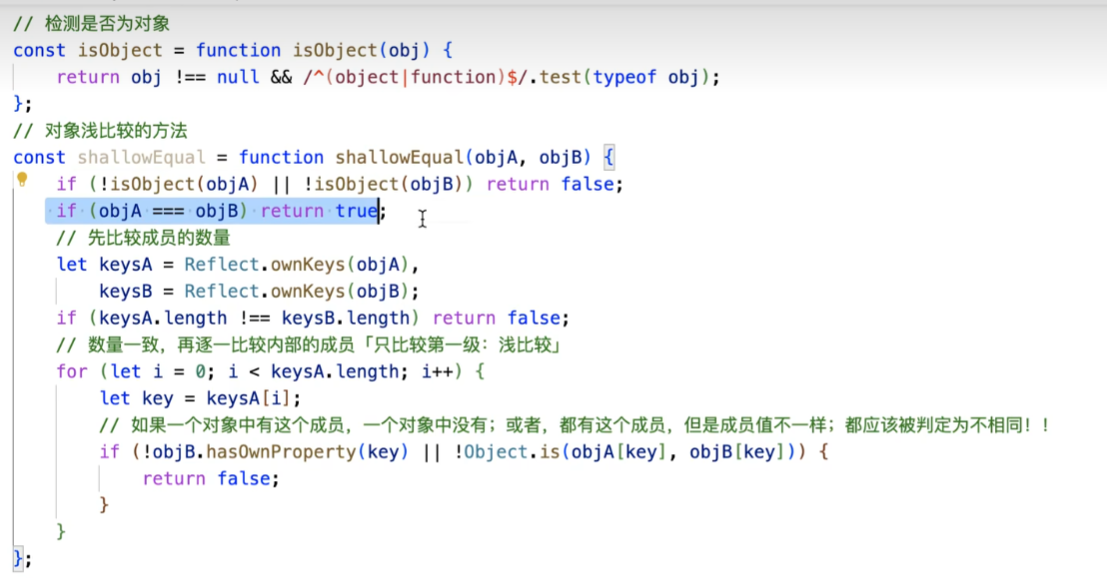 // 检测是否为对象
const isObject = function isObject(obj) {
    return obj !== null && /^(object|function)$/.test(typeof obj);
};
// 对象浅比较的方法
const shallowEqual = function shallowEqual(objA, objB) {
    if (!isObject(objA) || !isObject(objB)) return false;
    if (objA === objB) return true;
    // 先比较成员的数量
    let keysA = Reflect.ownKeys(objA),
        keysB = Reflect.ownKeys(objB);
    if (keysA.length !== keysB.length) return false;
    // 数量一致，再逐一比较内部的成员「只比较第一级：浅比较」
    for (let i = 0; i < keysA.length; i++) {
        let key = keysA[i];
        // 如果一个对象中有这个成员，一个对象中没有；或者，都有这个成员，但是成员值不一样；都应该被判定为不相同！！
        if (!objB.hasOwnProperty(key) || !Object.is(objA[key], objB[key])) {
            return false;
        }
    }
};